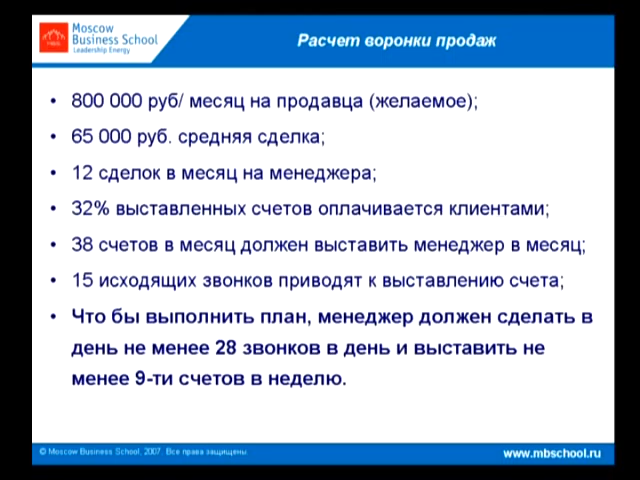 Moscow
Business School
Leadership Energy
Расчет воронки продаж
• 800 000 руб/ месяц на продавца (желаемое);
• 65 000 руб. средняя сделка;
• 12 сделок в месяц на менеджера;
• 32% выставленных счетов оплачивается клиентами;
• 38 счетов в месяц должен выставить менеджер в месяц;
• 15 исходящих звонков приводят к выставлению счета;
• Что бы выполнить план, менеджер должен сделать в
день не менее 28 звонков в день и выставить не
менее 9-ти счетов в неделю.
© Moscow Business School, 2007. Все права защищены.
www.mbschool.ru